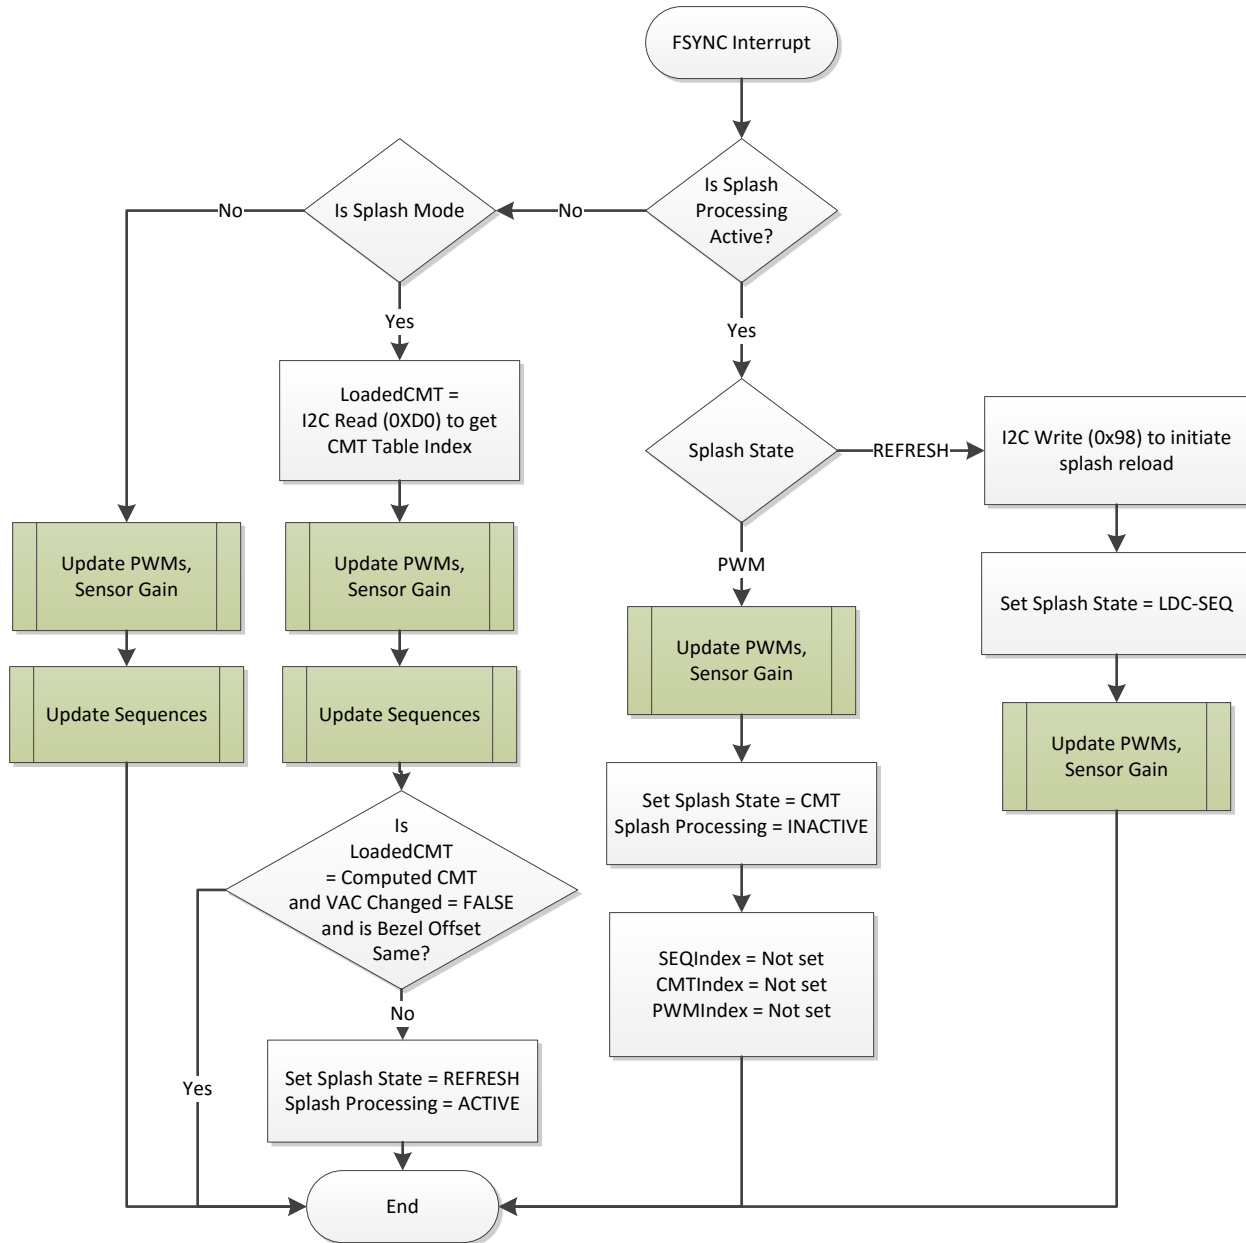 FSYNC Interrupt
Is Splash
Processing
Active?
No
Is Splash Mode
No
Yes
LoadedCMT =
I2C Read (0XD0) to get
CMT Table Index
Update PWMs,
Sensor Gain
Update Sequences
Update PWMs,
Sensor Gain
Update Sequences
Is
LoadedCMT
= Computed CMT
and VAC Changed = FALSE
and is Bezel Offset
Same?
Yes
No
Set Splash State = REFRESH
Splash Processing = ACTIVE
Yes
Splash State
REFRESH
I2C Write (0x98) to initiate
splash reload
Set Splash State = LDC-SEQ
Update PWMs,
Sensor Gain
PWM
Update PWMs,
Sensor Gain
Set Splash State = CMT
Splash Processing = INACTIVE
SEQIndex = Not set
CMTIndex = Not set
PWMIndex = Not set
End